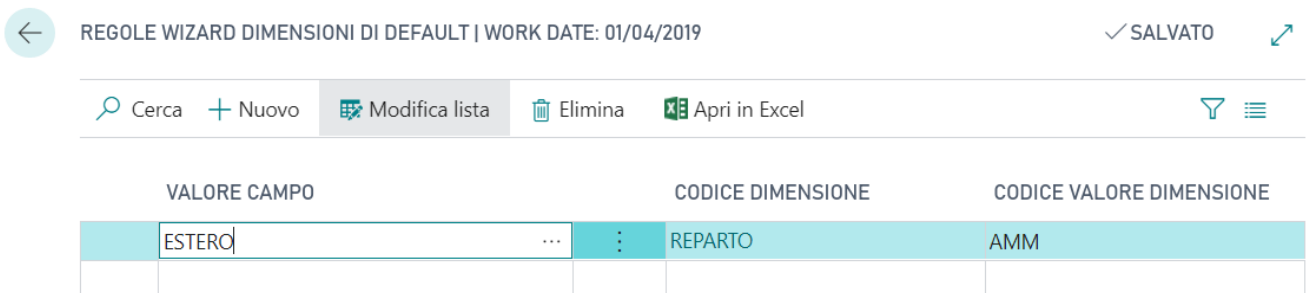 REGOLE WIZARD DIMENSIONI DI DEFAULT | WORK DATE: 01/04/2019 SALVATO
Cerca Nuovo Modifica lista Elimina Apri in Excel
VALORE CAMPO CODICE DIMENSIONE CODICE VALORE DIMENSIONE
ESTERO REPARTO AMM